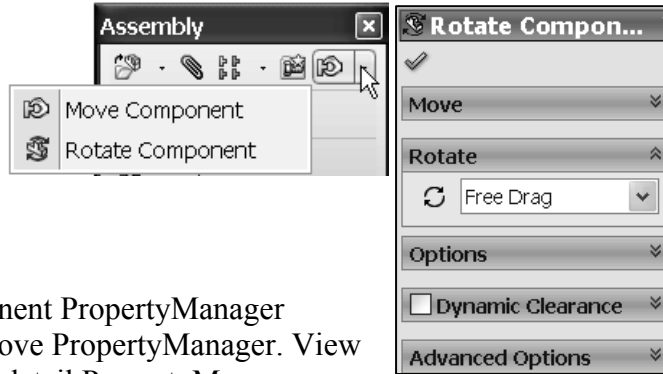 Assembly
Move Component
Rotate Component
Rotate Compon...
Move
Rotate
Free Drag
Options
Dynamic Clearance
Advanced Options
PropertyManager
PropertyManager. View